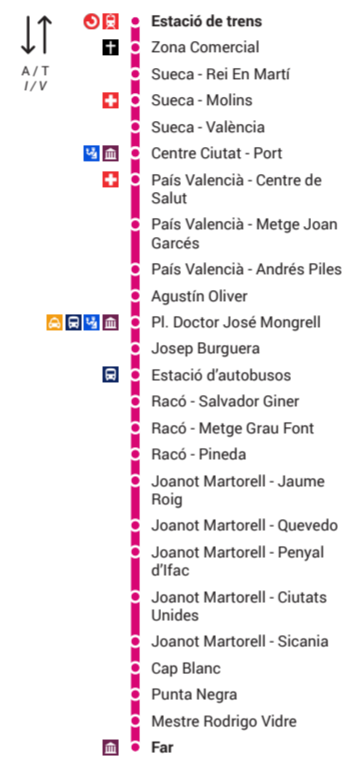 Estació de trens
Zona Comercial
A / T
I / V
Sueca - Rei En Martí
Sueca - Molins
Sueca - València
Centre Ciutat - Port
País Valencià - Centre de
Salut
País Valencià - Metge Joan
Garcés
País Valencià - Andrés Piles
Agustín Oliver
Pl. Doctor José Mongrell
Josep Burguera
Estació d'autobusos
Racó - Salvador Giner
Racó - Metge Grau Font
Racó - Pineda
Joanot Martorell - Jaume
Roig
Joanot Martorell - Quevedo
Joanot Martorell - Penyal
d'Ifac
Joanot Martorell - Ciutats
Unides
Joanot Martorell - Sicania
Cap Blanc
Punta Negra
Mestre Rodrigo Vidre
Far